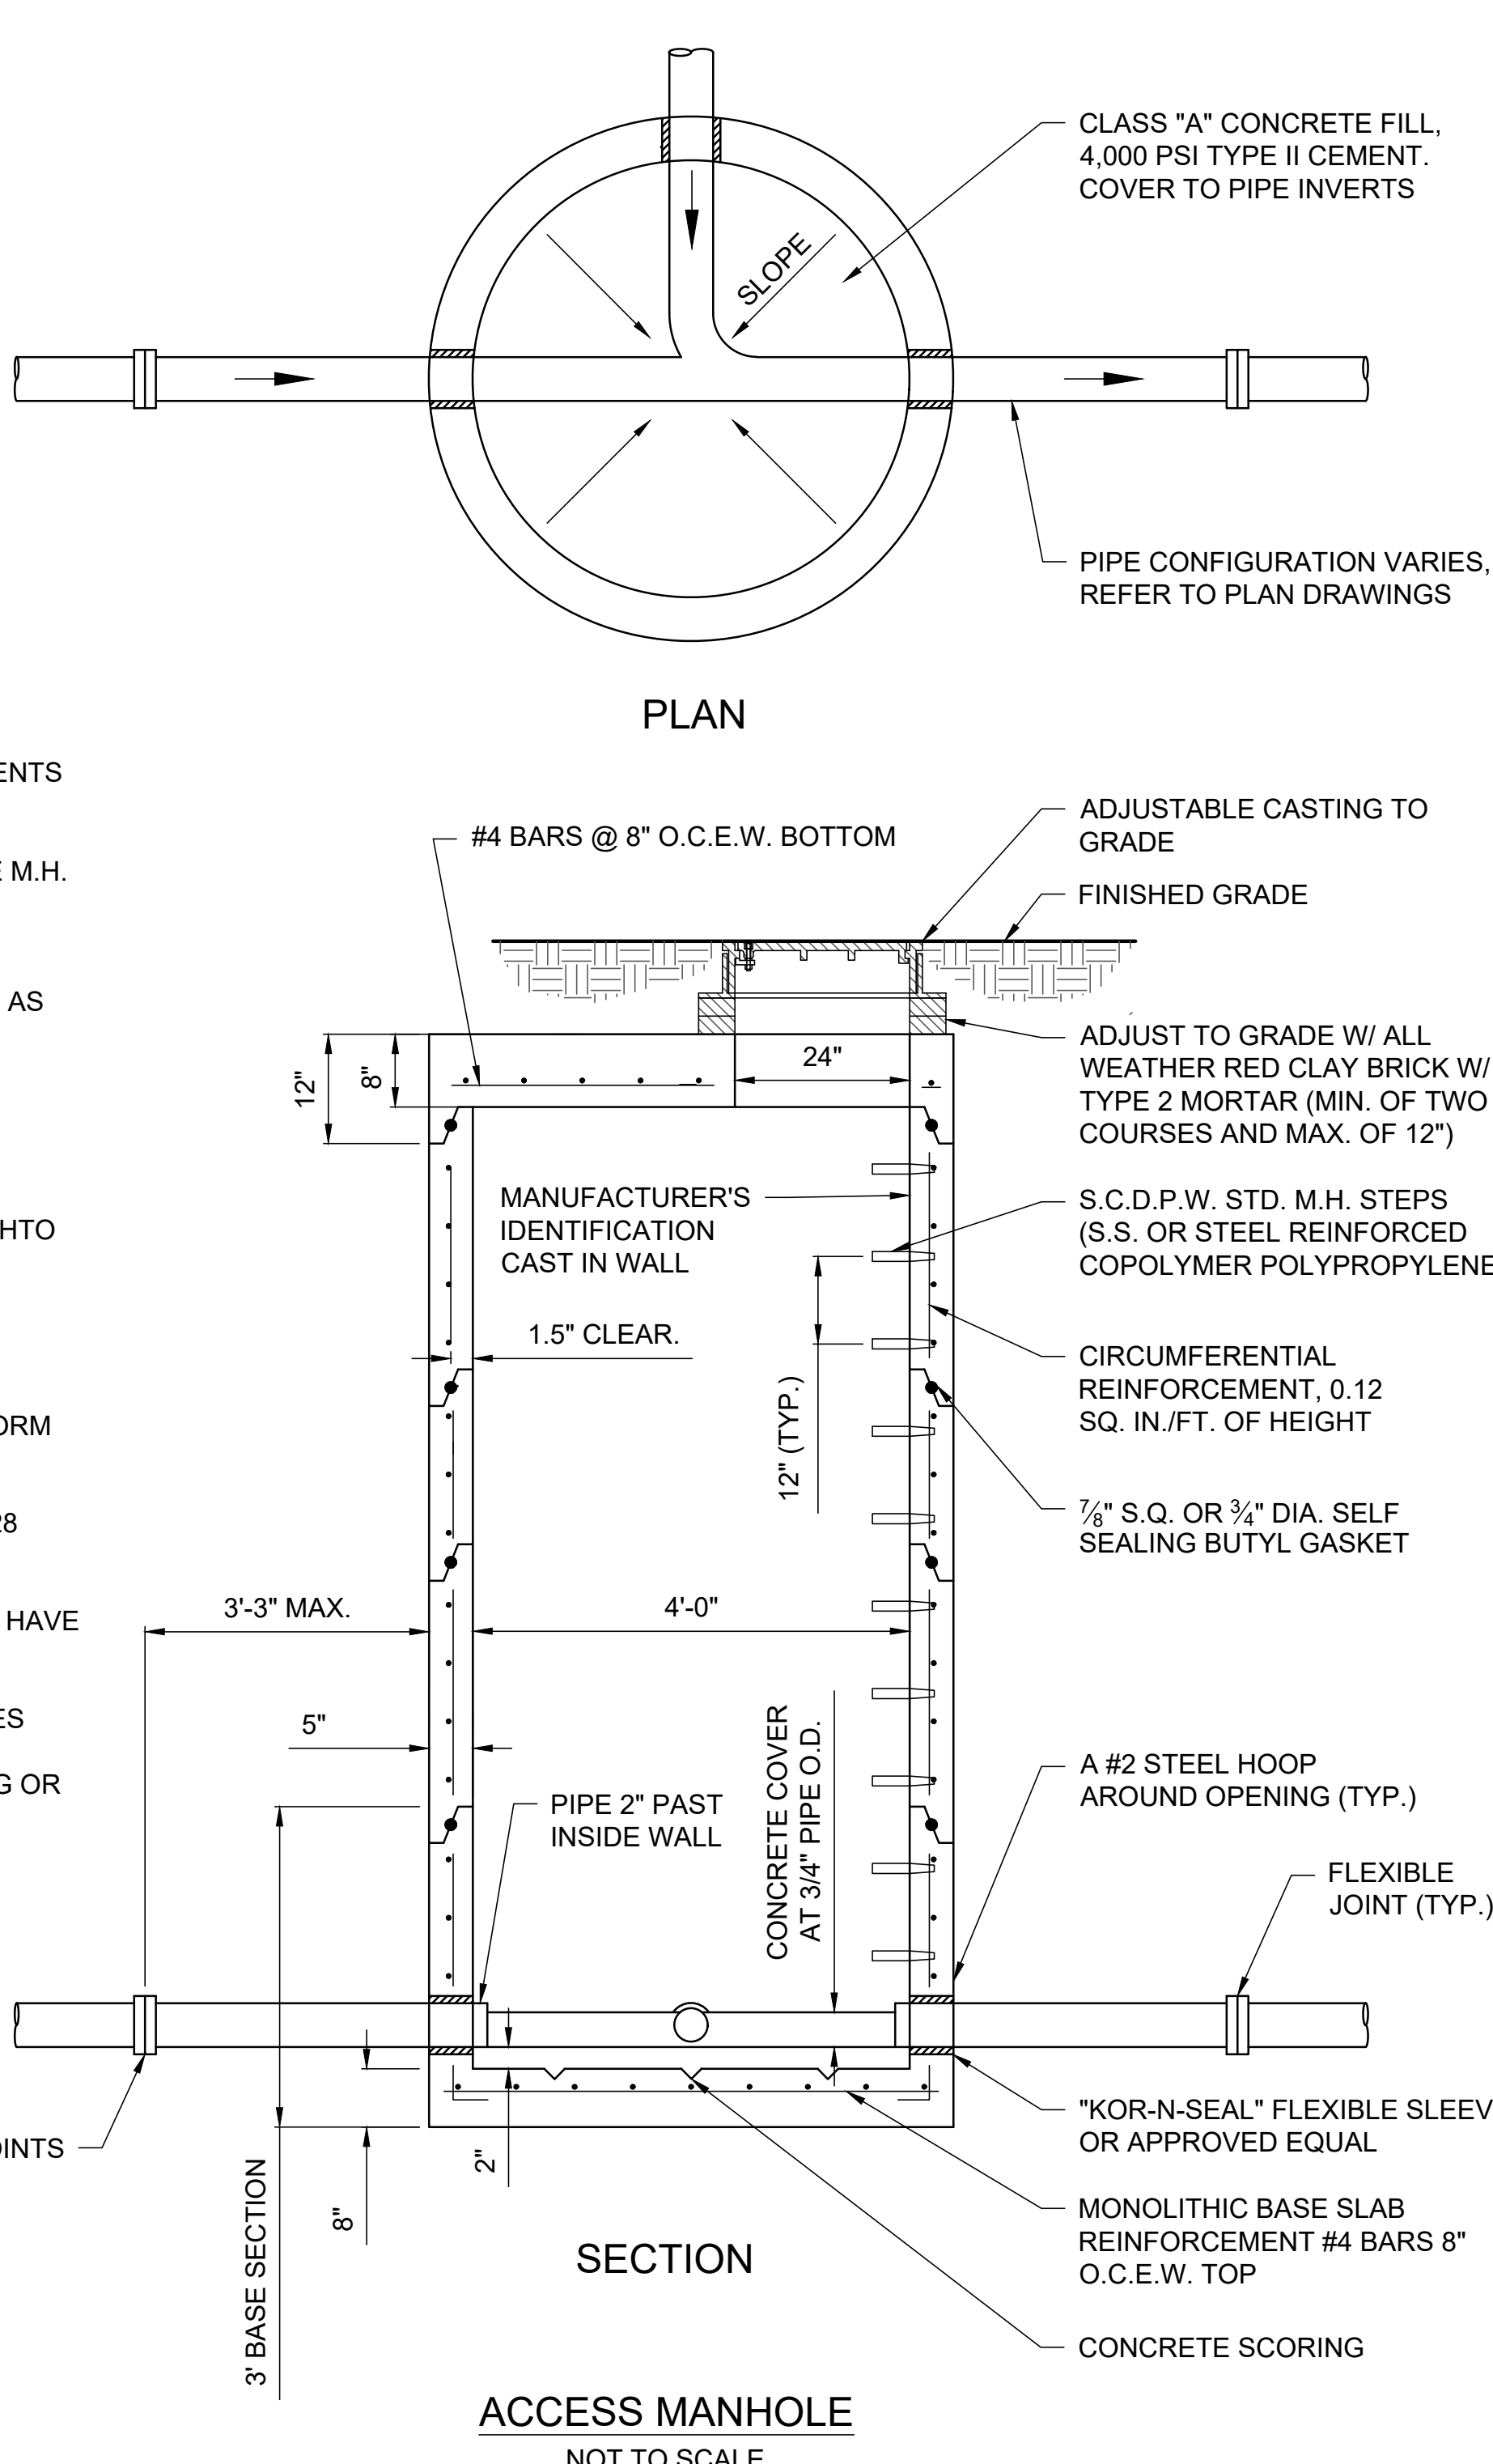 CLASS "A" CONCRETE FILL,
4,000 PSI TYPE II CEMENT.
COVER TO PIPE INVERTS
SLOPE
PIPE CONFIGURATION VARIES,
REFER TO PLAN DRAWINGS
PLAN
ENTS
E M.H.
AS
HTO
ORM
28
HAVE
ES
G OR
OINTS
#4 BARS @ 8" O.C.E.W. BOTTOM
ADJUSTABLE CASTING TO
GRADE
FINISHED GRADE
ADJUST TO GRADE W/ ALL
WEATHER RED CLAY BRICK W/
TYPE 2 MORTAR (MIN. OF TWO
COURSES AND MAX. OF 12")
24"
12"
8"
MANUFACTURER'S
IDENTIFICATION
CAST IN WALL
S.C.D.P.W. STD. M.H. STEPS
(S.S. OR STEEL REINFORCED
COPOLYMER POLYPROPYLENE
1.5" CLEAR.
CIRCUMFERENTIAL
REINFORCEMENT, 0.12
SQ. IN./FT. OF HEIGHT
12" (TYP.)
⅞" S.Q. OR ¾" DIA. SELF
SEALING BUTYL GASKET
3'-3" MAX.
4'-0"
5"
CONCRETE COVER
AT 3/4" PIPE O.D.
PIPE 2" PAST
INSIDE WALL
A #2 STEEL HOOP
AROUND OPENING (TYP.)
FLEXIBLE
JOINT (TYP.)
"KOR-N-SEAL" FLEXIBLE SLEEV
OR APPROVED EQUAL
2"
8"
3' BASE SECTION
MONOLITHIC BASE SLAB
REINFORCEMENT #4 BARS 8"
O.C.E.W. TOP
SECTION
CONCRETE SCORING
ACCESS MANHOLE
NOT TO SCALE